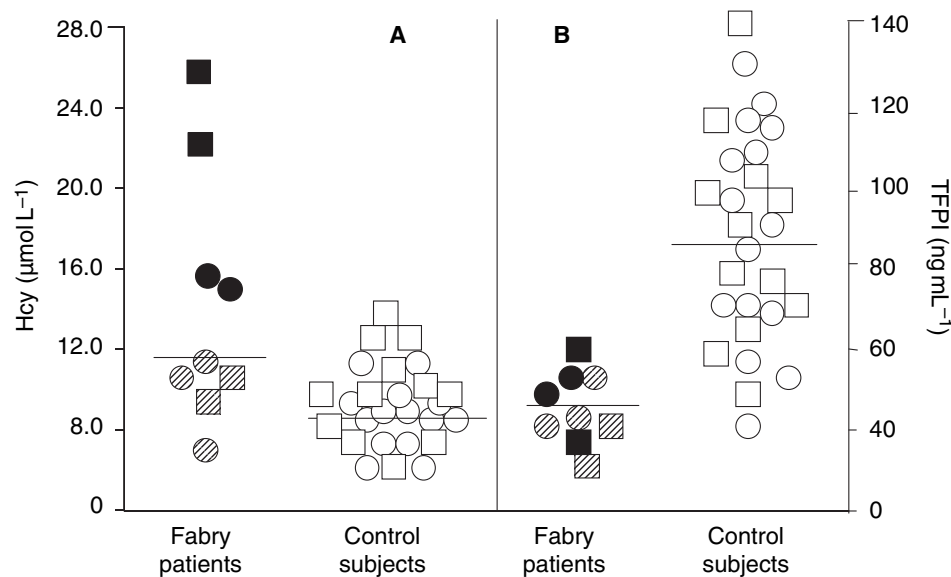 A
B
Hcy (μmol L⁻¹)
28.0
24.0
20.0
16.0
12.0
8.0
0
TFPI (ng mL⁻¹)
140
120
100
80
60
40
0
Fabry
patients
Control
subjects
Fabry
patients
Control
subjects